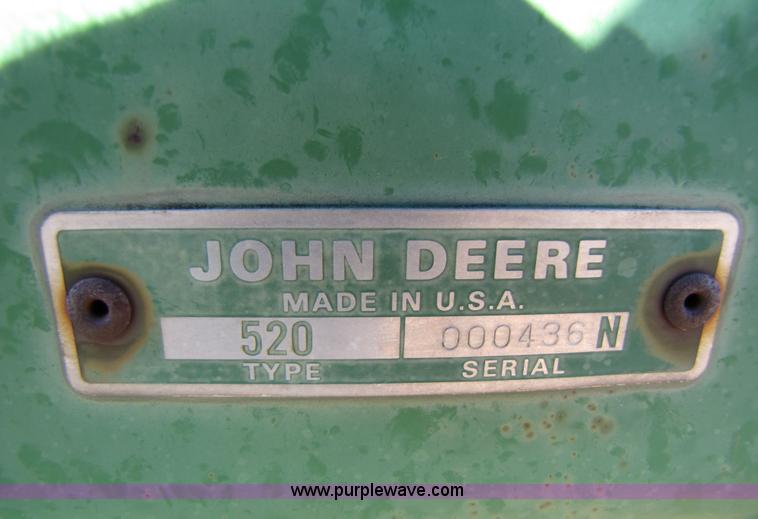 JOHN DEERE
MADE IN U.S.A.
520 000436 N
TYPE SERIAL
www.purplewave.com